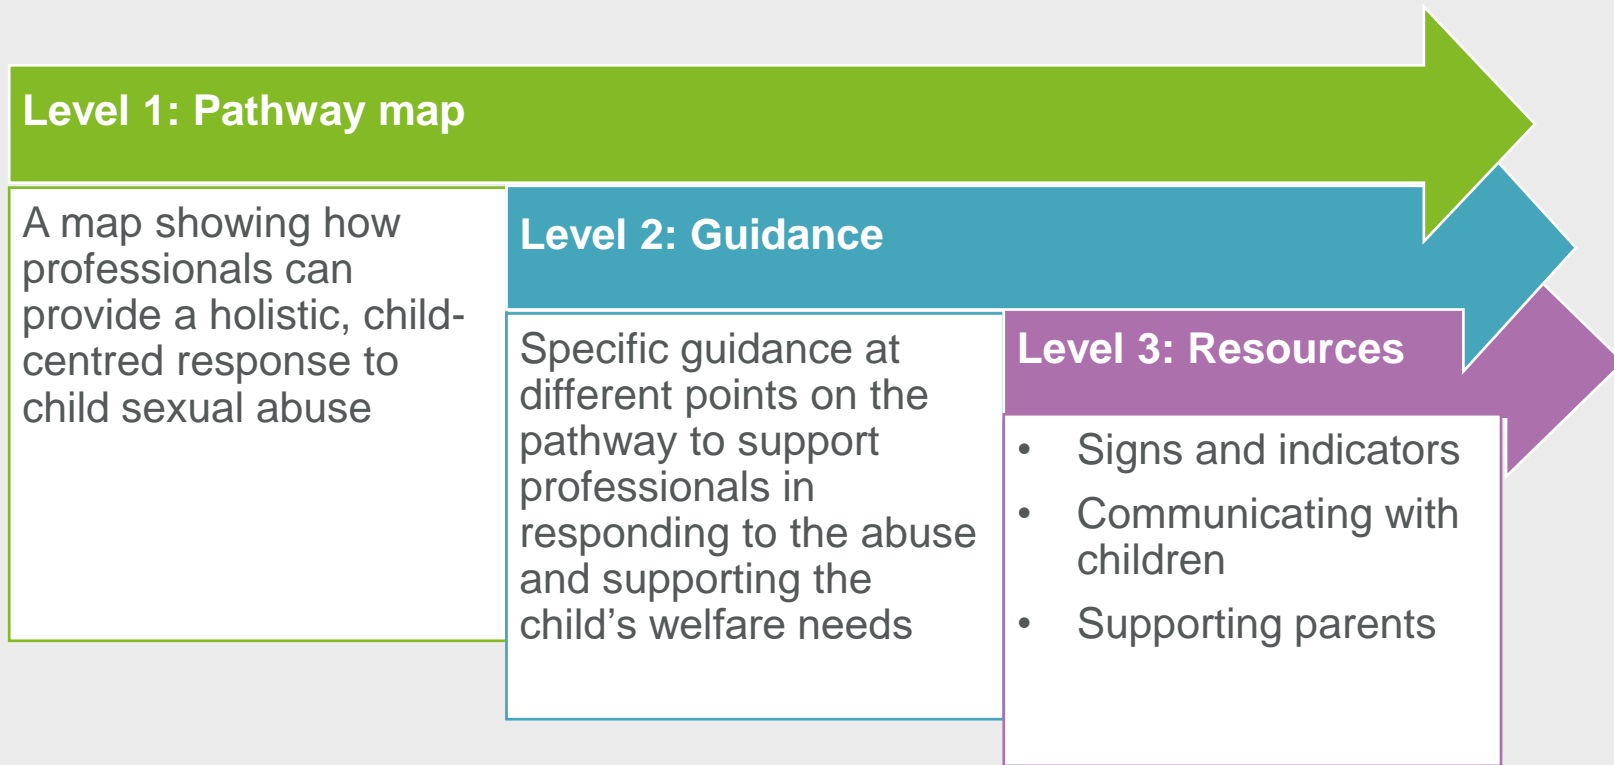 Level 1: Pathway map
A map showing how
professionals can
provide a holistic, child-
centred response to
child sexual abuse
Level 2: Guidance
Specific guidance at
different points on the
pathway to support
professionals in
responding to the abuse
and supporting the
child’s welfare needs
Level 3: Resources
• Signs and indicators
• Communicating with
children
• Supporting parents